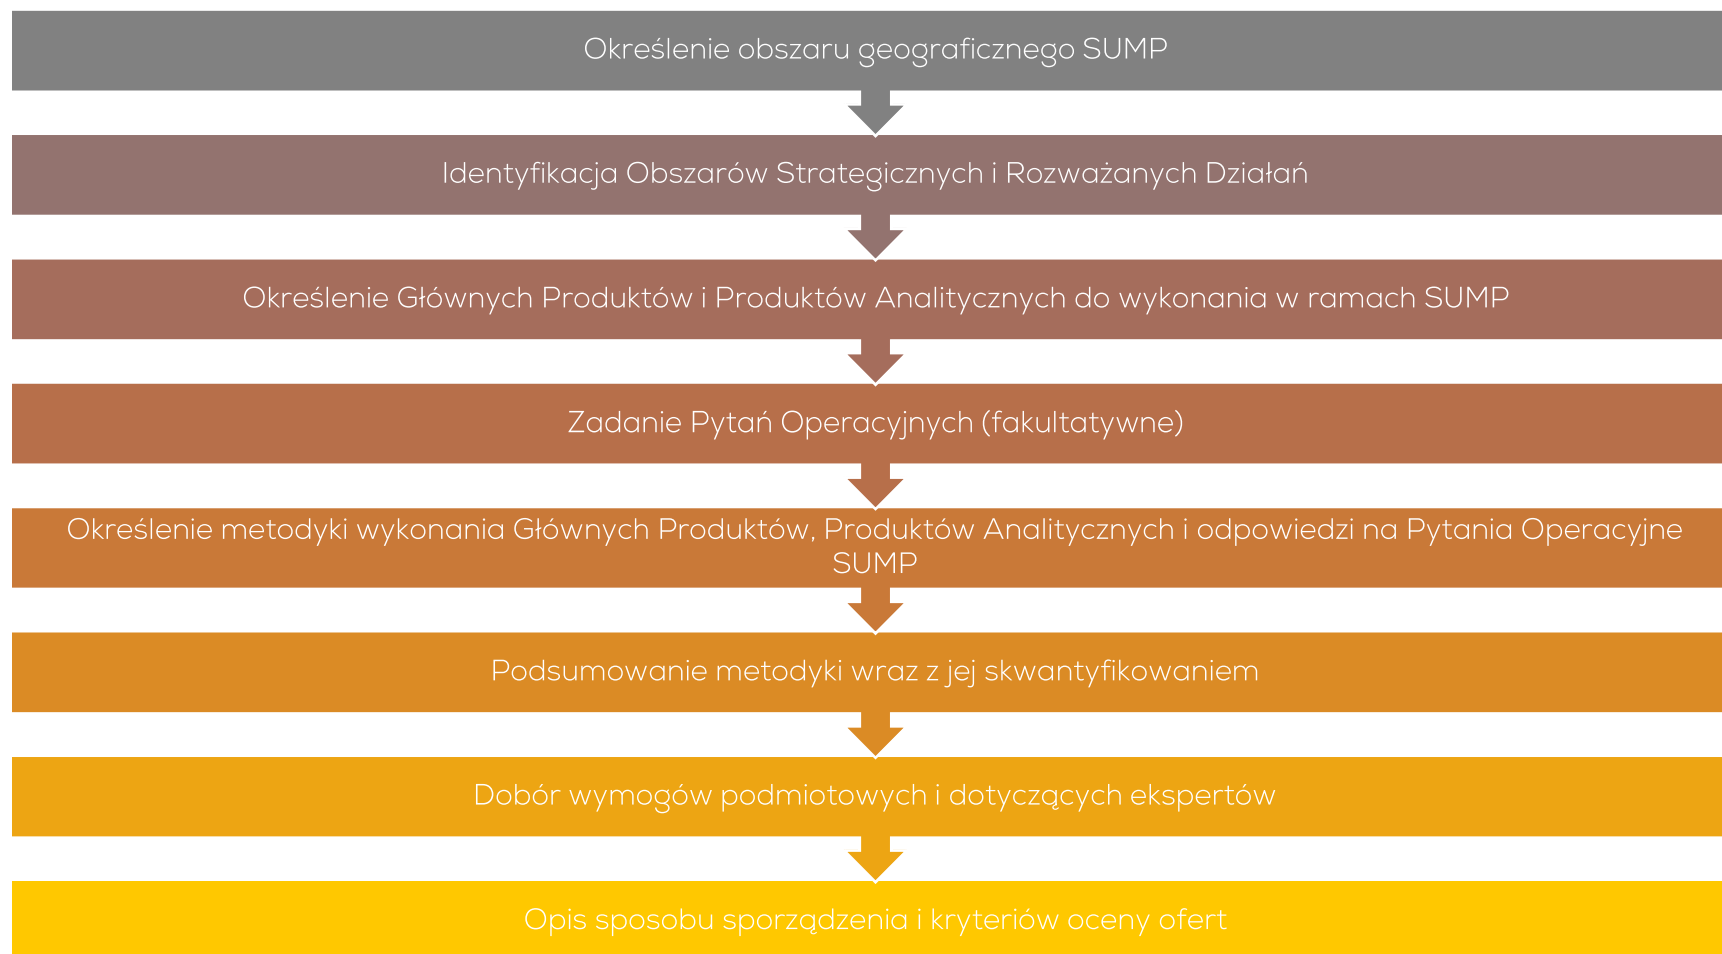 Określenie obszaru geograficznego SUMP
Identyfikacja Obszarów Strategicznych i Rozważanych Działań
Określenie Głównych Produktów i Produktów Analitycznych do wykonania w ramach SUMP
Zadanie Pytań Operacyjnych (fakultatywne)
Określenie metodyki wykonania Głównych Produktów, Produktów Analitycznych i odpowiedzi na Pytania Operacyjne
SUMP
Podsumowanie metodyki wraz z jej skwantyfikowaniem
Dobór wymogów podmiotowych i dotyczących ekspertów
Opis sposobu sporządzenia i kryteriów oceny ofert